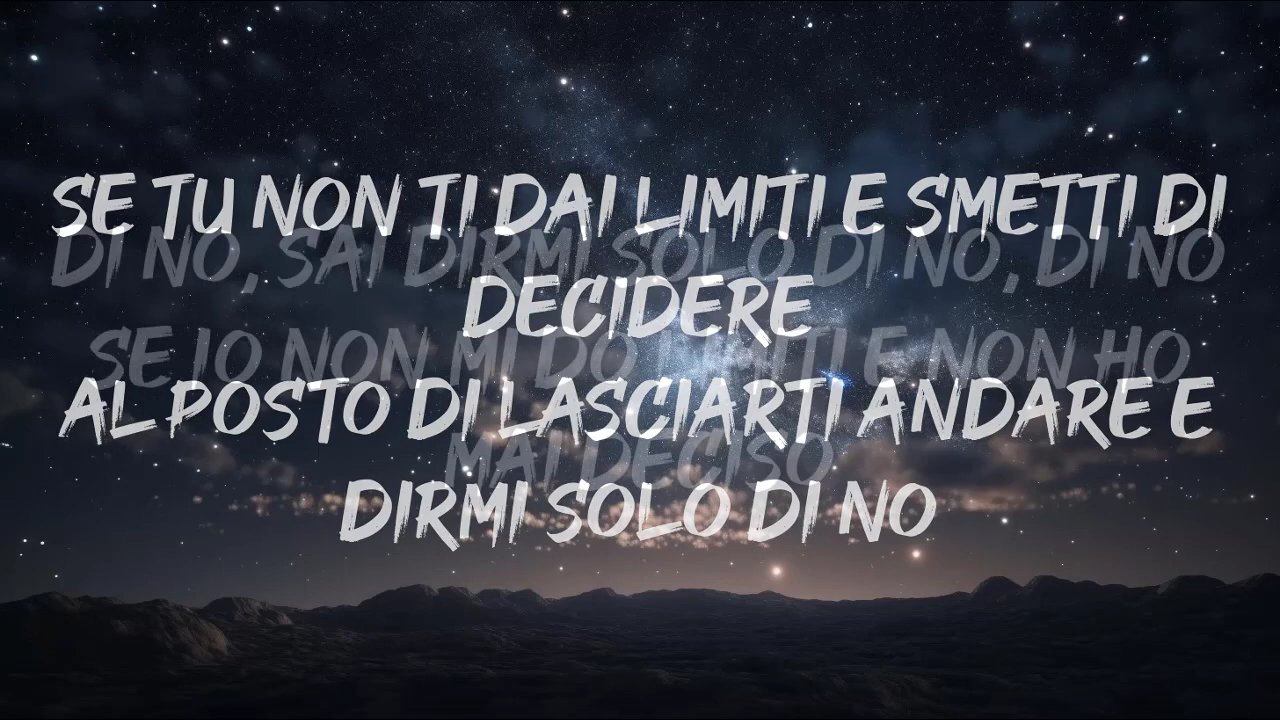 SE TU NON TI DAI LIMITI E SMETTI DI
DI NO, SAI DIRMI SOLO DI NO, DI NO
DECIDERE
SE IO NON MI DO LIMITI E NON HO
AL POSTO DI LASCIARTI ANDARE E
MAI DECISO
DIRMI SOLO DI NO